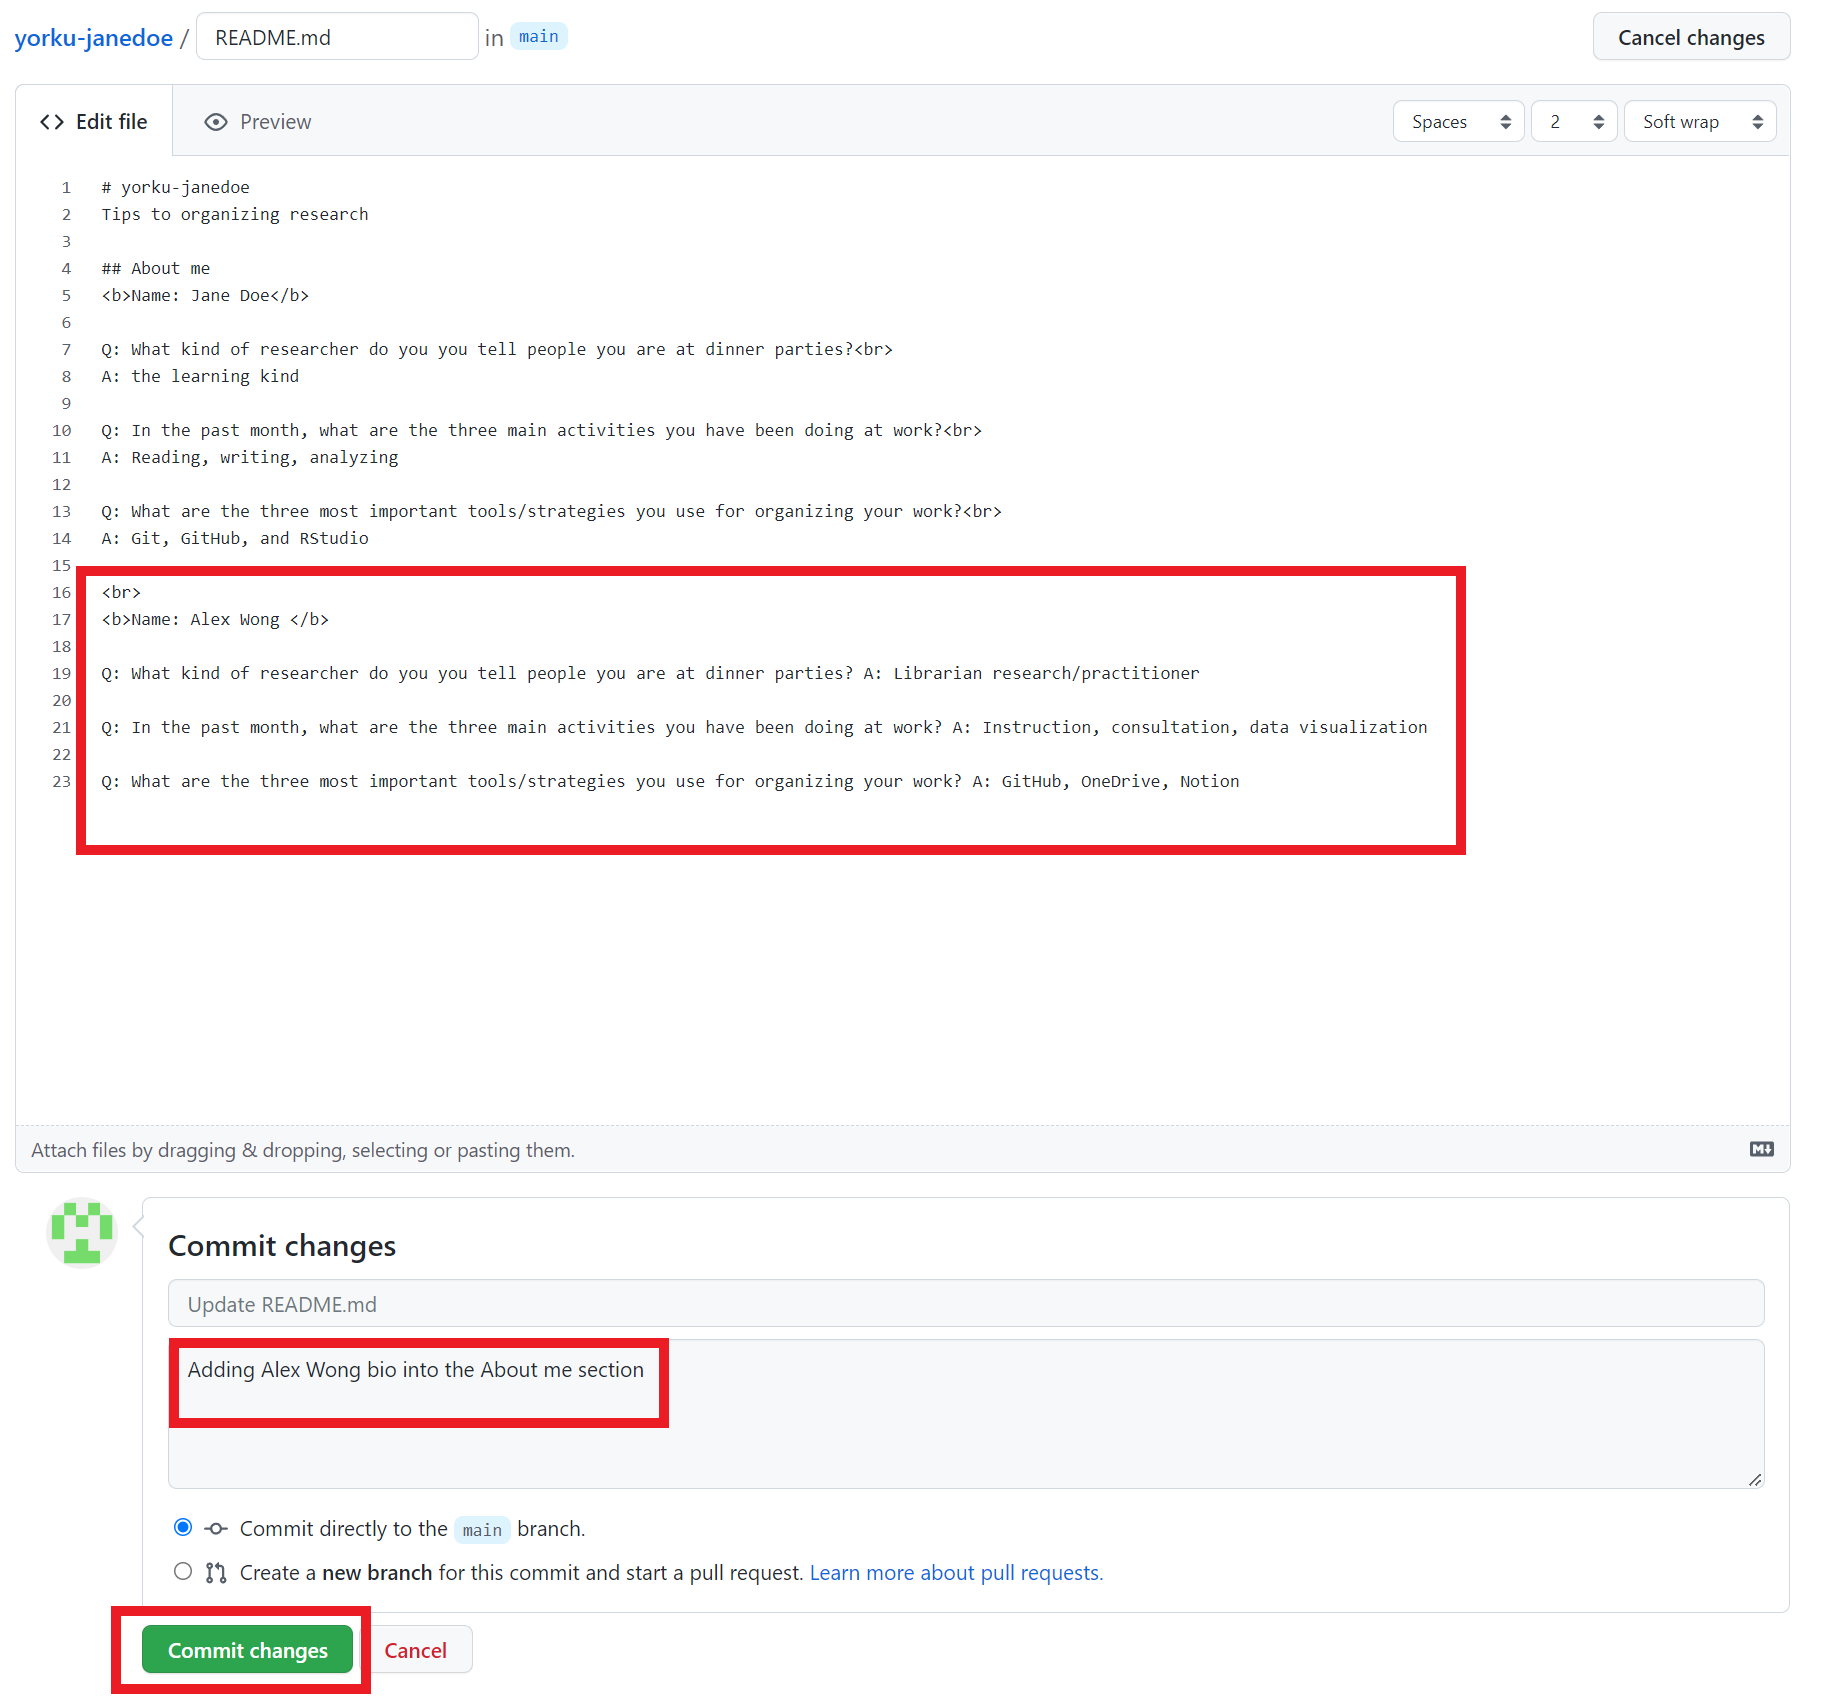 yorku-janedoe / README.md in main Cancel changes
Edit file Preview Spaces 2 Soft wrap
1 # yorku-janedoe
2 Tips to organizing research
3
4 ## About me
5 <b>Name: Jane Doe</b>
6
7 Q: What kind of researcher do you you tell people you are at dinner parties?<br>
8 A: the learning kind
9
10 Q: In the past month, what are the three main activities you have been doing at work?<br>
11 A: Reading, writing, analyzing
12
13 Q: What are the three most important tools/strategies you use for organizing your work?<br>
14 A: Git, GitHub, and RStudio
15
16 <br>
17 <b>Name: Alex Wong </b>
18
19 Q: What kind of researcher do you you tell people you are at dinner parties? A: Librarian research/practitioner
20
21 Q: In the past month, what are the three main activities you have been doing at work? A: Instruction, consultation, data visualization
22
23 Q: What are the three most important tools/strategies you use for organizing your work? A: GitHub, OneDrive, Notion
Attach files by dragging & dropping, selecting or pasting them.
Commit changes
Update README.md
Adding Alex Wong bio into the About me section
Commit directly to the main branch.
Create a new branch for this commit and start a pull request. Learn more about pull requests.
Commit changes Cancel